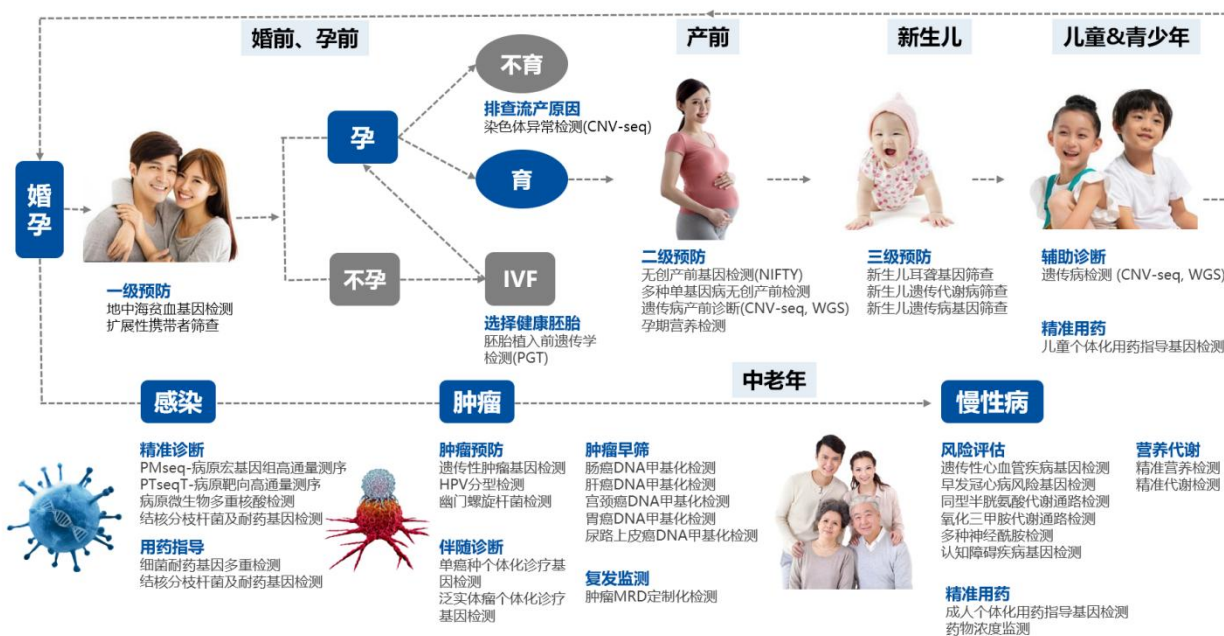 婚前、孕前
产前
新生儿
儿童&青少年
婚孕
一级预防
地中海贫血基因检测
扩展性携带者筛查
孕
不孕
不育
排查流产原因
染色体异常检测(CNV-seq)
育
IVF
选择健康胚胎
胚胎植入前遗传学
检测(PGT)
二级预防
无创产前基因检测(NIFTY)
多种单基因病无创产前检测
遗传病产前诊断(CNV-seq, WGS)
孕期营养检测
三级预防
新生儿耳聋基因筛查
新生儿遗传代谢病筛查
新生儿遗传病基因筛查
辅助诊断
遗传病检测 (CNV-seq, WGS)
精准用药
儿童个体化用药指导基因检测
中老年
感染
精准诊断
PMseq-病原宏基因组高通量测序
PTseqT-病原靶向高通量测序
病原微生物多重核酸检测
结核分枝杆菌及耐药基因检测
用药指导
细菌耐药基因多重检测
结核分枝杆菌及耐药基因检测
肿瘤
肿瘤预防
遗传性肿瘤基因检测
HPV分型检测
幽门螺旋杆菌检测
伴随诊断
单癌种个体化诊疗基
因检测
泛实体瘤个体化诊疗
基因检测
肿瘤早筛
肠癌DNA甲基化检测
肝癌DNA甲基化检测
宫颈癌DNA甲基化检测
胃癌DNA甲基化检测
尿路上皮癌DNA甲基化检测
复发监测
肿瘤MRD定制化检测
慢性病
风险评估
遗传性心血管疾病基因检测
早发冠心病风险基因检测
同型半胱氨酸代谢通路检测
氧化三甲胺代谢通路检测
多种神经酰胺检测
认知障碍疾病基因检测
精准用药
成人个体化用药指导基因检测
药物浓度监测
营养代谢
精准营养检测
精准代谢检测